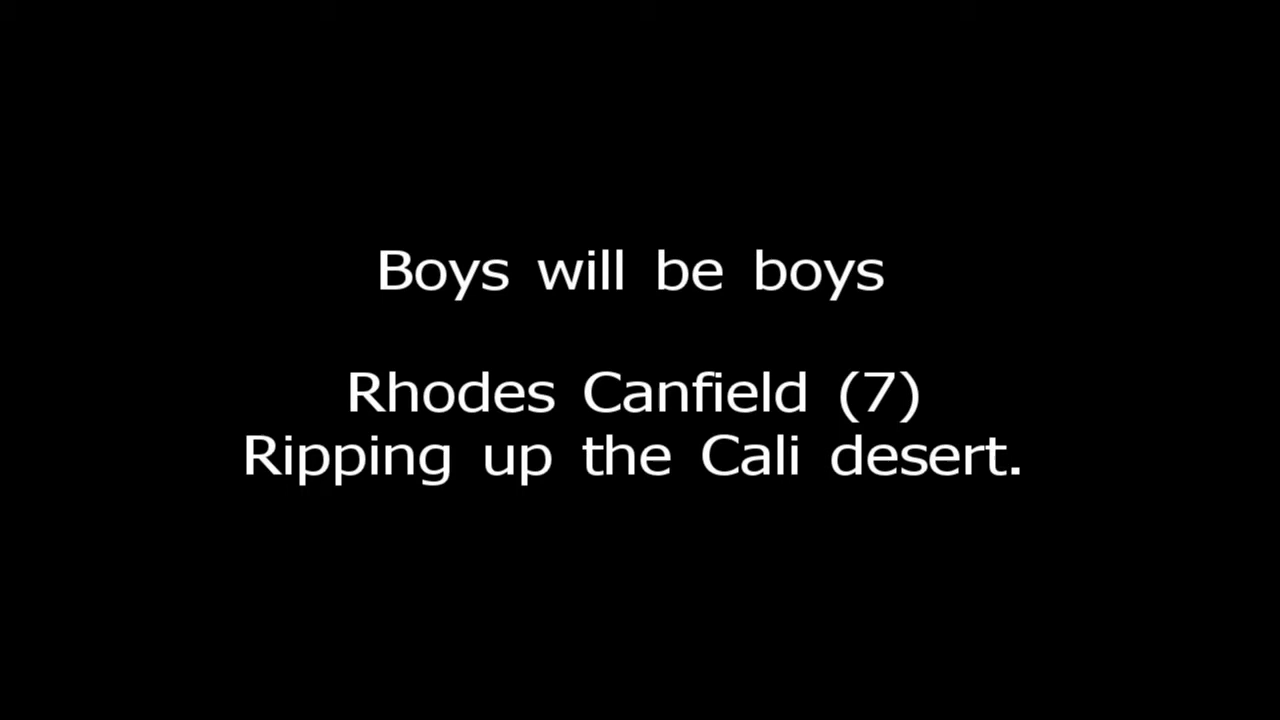 Boys will be boys
Rhodes Canfield (7)
Ripping up the Cali desert.